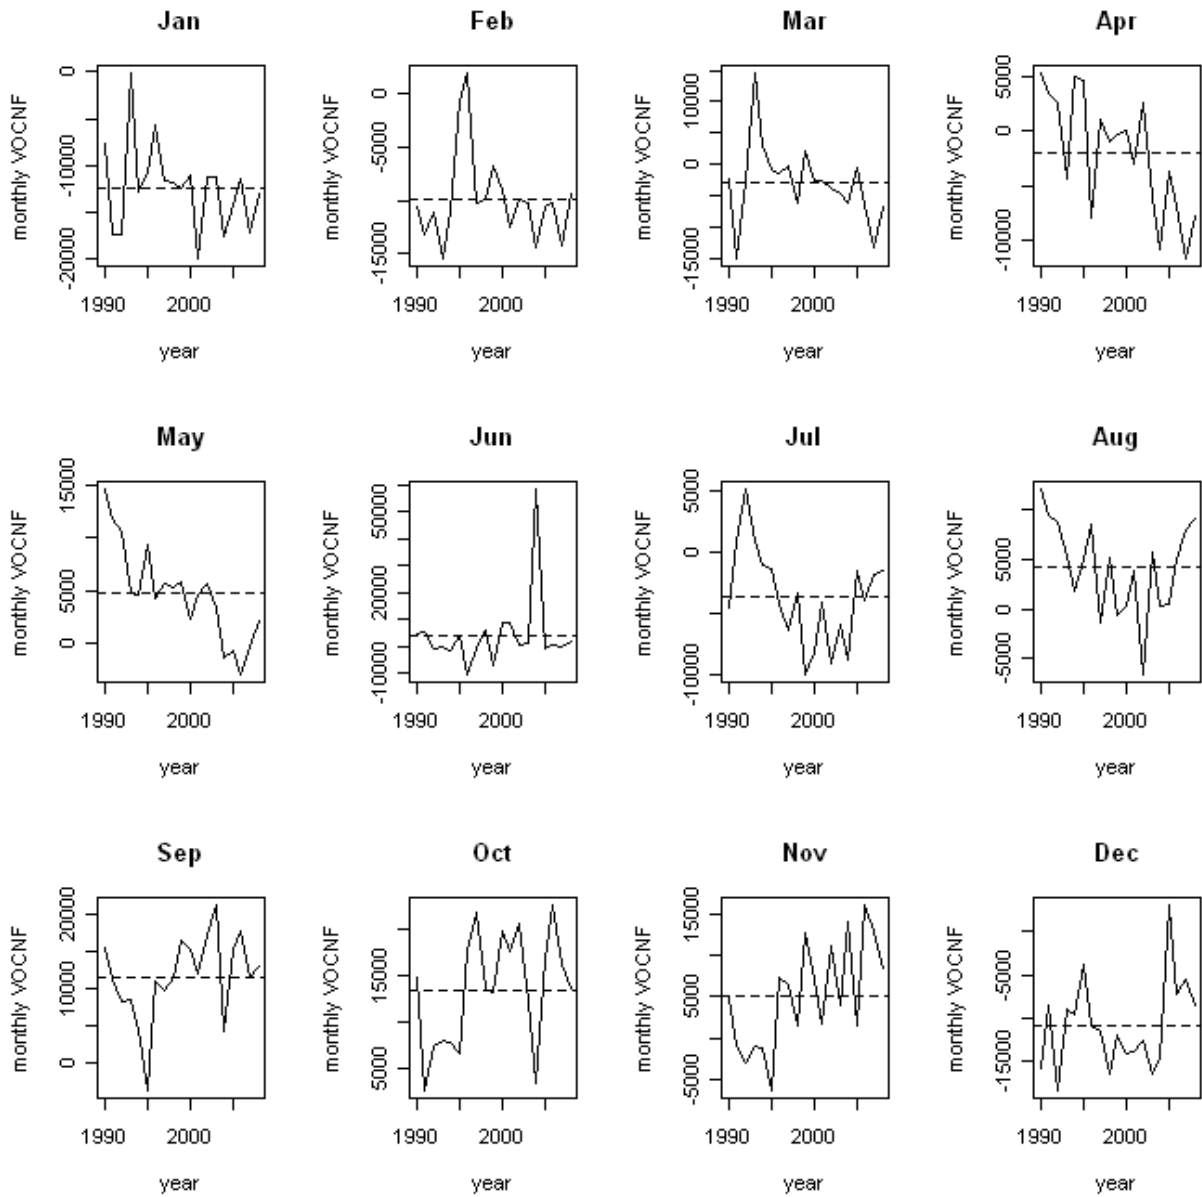 Jan Feb Mar Apr
monthly VOCNF monthly VOCNF monthly VOCNF monthly VOCNF
0 -10000 -20000
0 -5000 -15000
10000 0 -15000
5000 0 -10000
1990 2000 1990 2000 1990 2000 1990 2000
year year year year
May Jun Jul Aug
monthly VOCNF monthly VOCNF monthly VOCNF monthly VOCNF
15000 5000 0
50000 20000 -10000
5000 0 -10000
5000 0 -5000
1990 2000 1990 2000 1990 2000 1990 2000
year year year year
Sep Oct Nov Dec
monthly VOCNF monthly VOCNF monthly VOCNF monthly VOCNF
20000 10000 0
15000 5000
15000 5000 -5000
-5000 -15000
1990 2000 1990 2000 1990 2000 1990 2000
year year year year